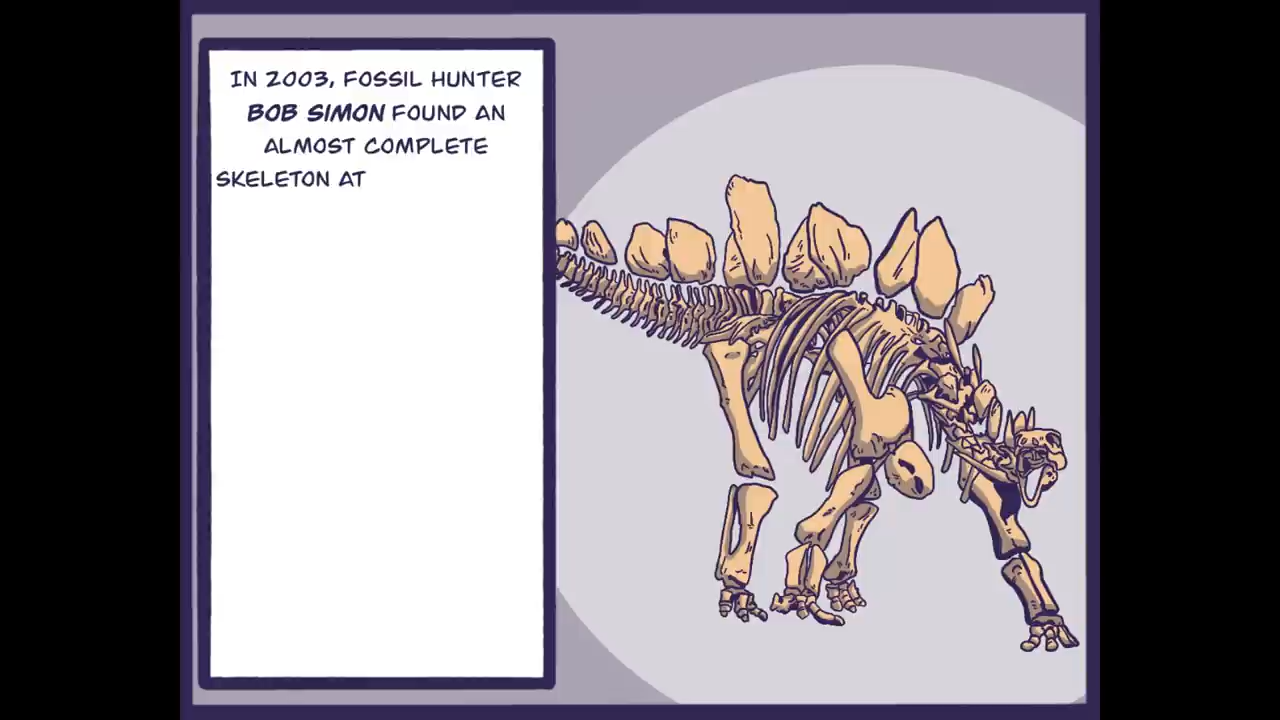 IN 2003, FOSSIL HUNTER
BOB SIMON FOUND AN
ALMOST COMPLETE
SKELETON AT